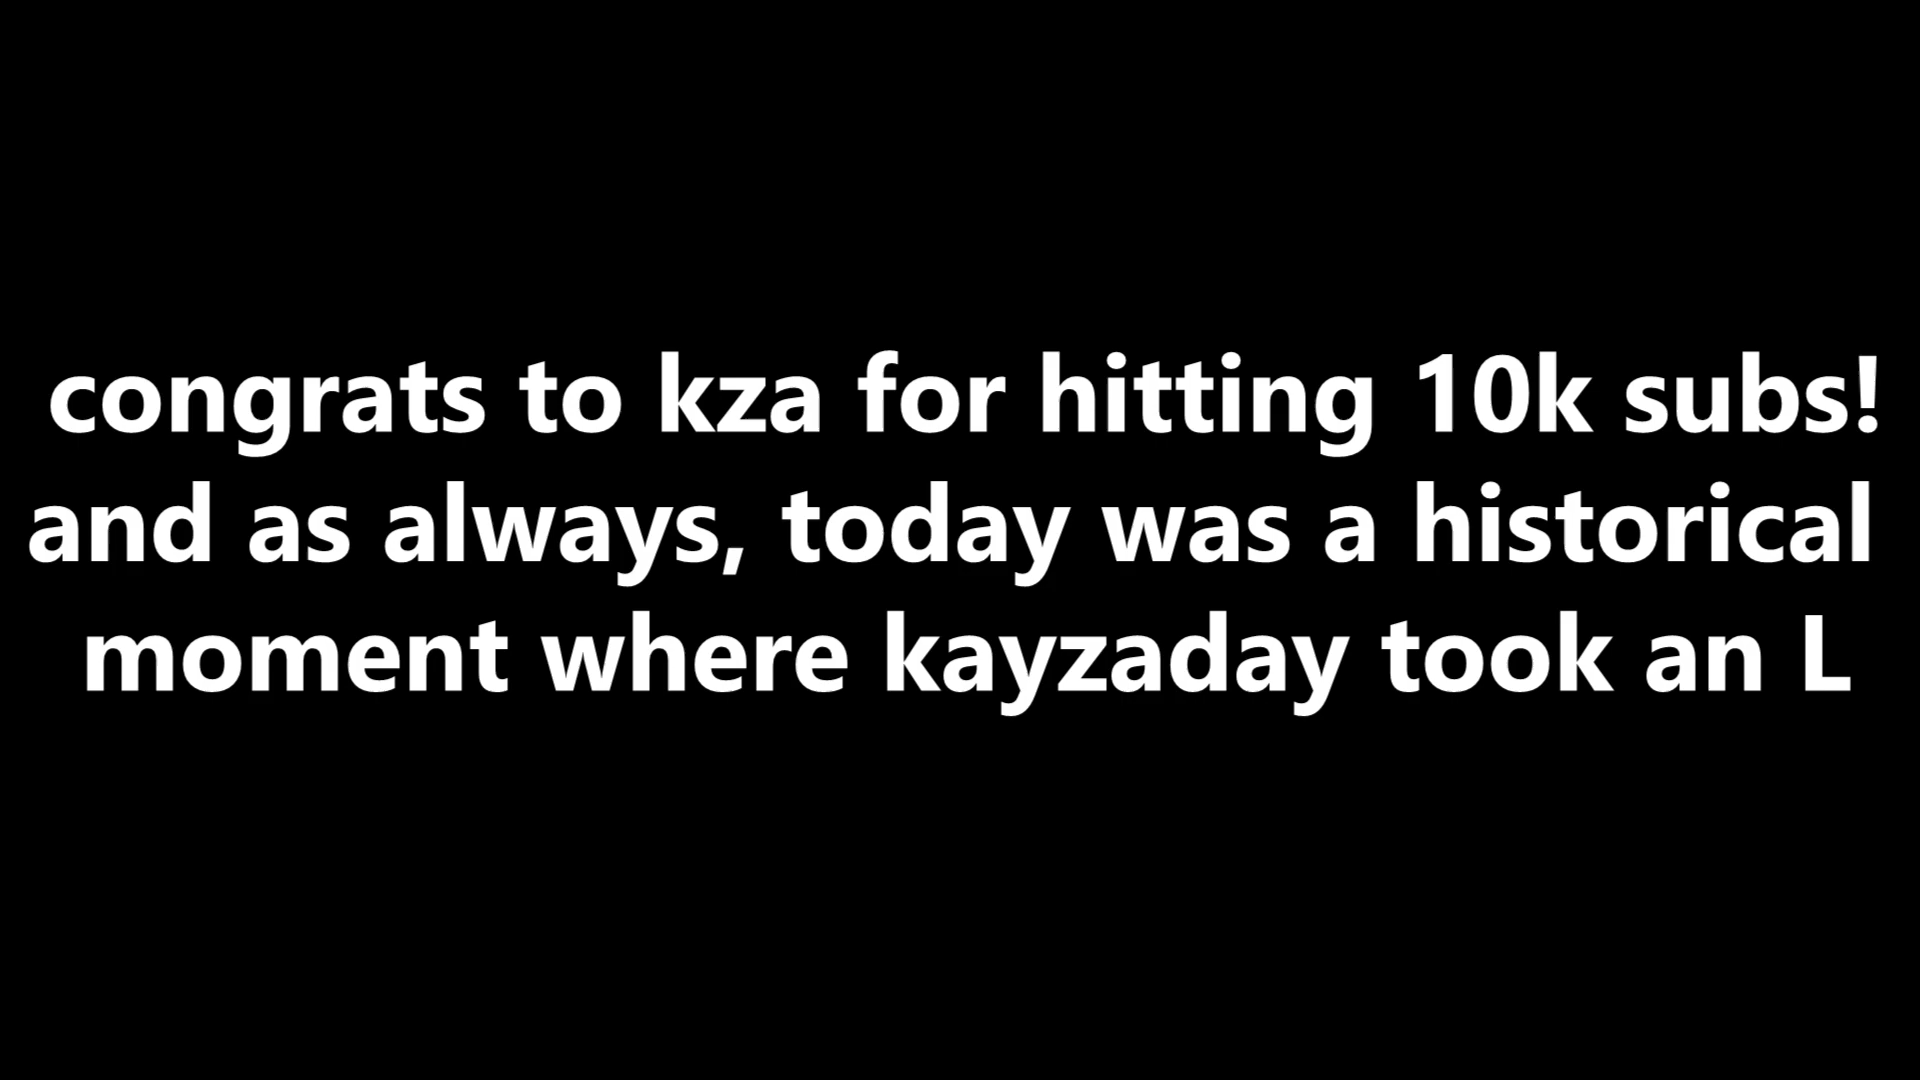 congrats to kza for hitting 10k subs!
and as always, today was a historical
moment where kayzaday took an L